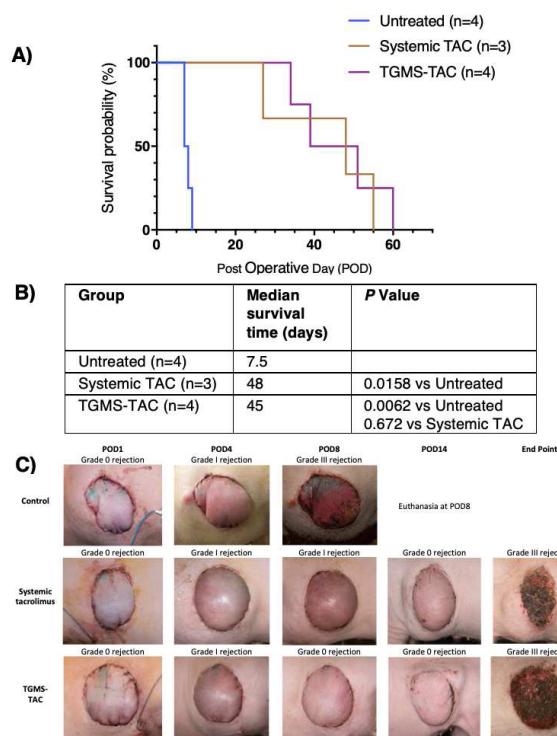 Untreated (n=4)
Systemic TAC (n=3)
TGMS-TAC (n=4)
A)
Survival probability (%)
100
50
0
0 20 40 60
Post Operative Day (POD)
B)
Group Median survival time (days) P Value
Untreated (n=4) 7.5
Systemic TAC (n=3) 48 0.0158 vs Untreated
TGMS-TAC (n=4) 45 0.0062 vs Untreated
0.672 vs Systemic TAC
C)
POD1 POD4 POD8 POD14 End Point
Grade 0 rejection Grade I rejection Grade III rejection
Control
Euthanasia at POD8
Grade 0 rejection Grade I rejection Grade I rejection Grade 0 rejection Grade III reject
Systemic
tacrolimus
Grade 0 rejection Grade I rejection Grade 0 rejection Grade 0 rejection Grade III reject
TGMS-
TAC